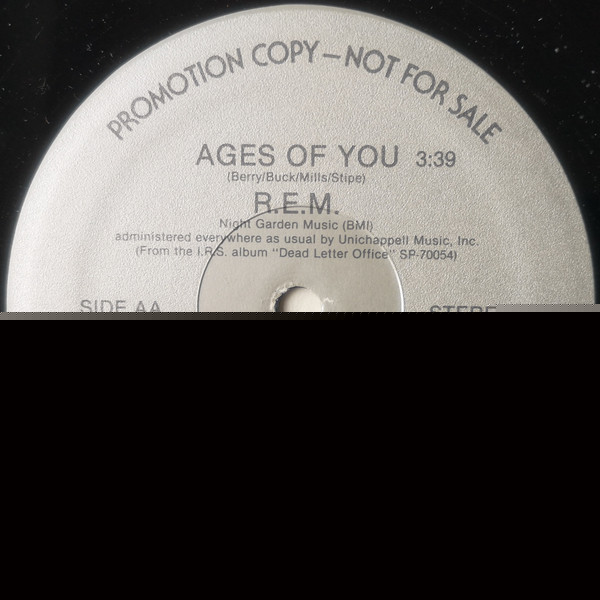 PROMOTION COPY—NOT FOR SALE
AGES OF YOU 3:39
(Berry/Buck/Mills/Stipe)
R.E.M.
Night Garden Music (BMI)
administered everywhere as usual by Unichappell Music, Inc.
(From the I.R.S. album "Dead Letter Office" SP-70054)
SIDE AA